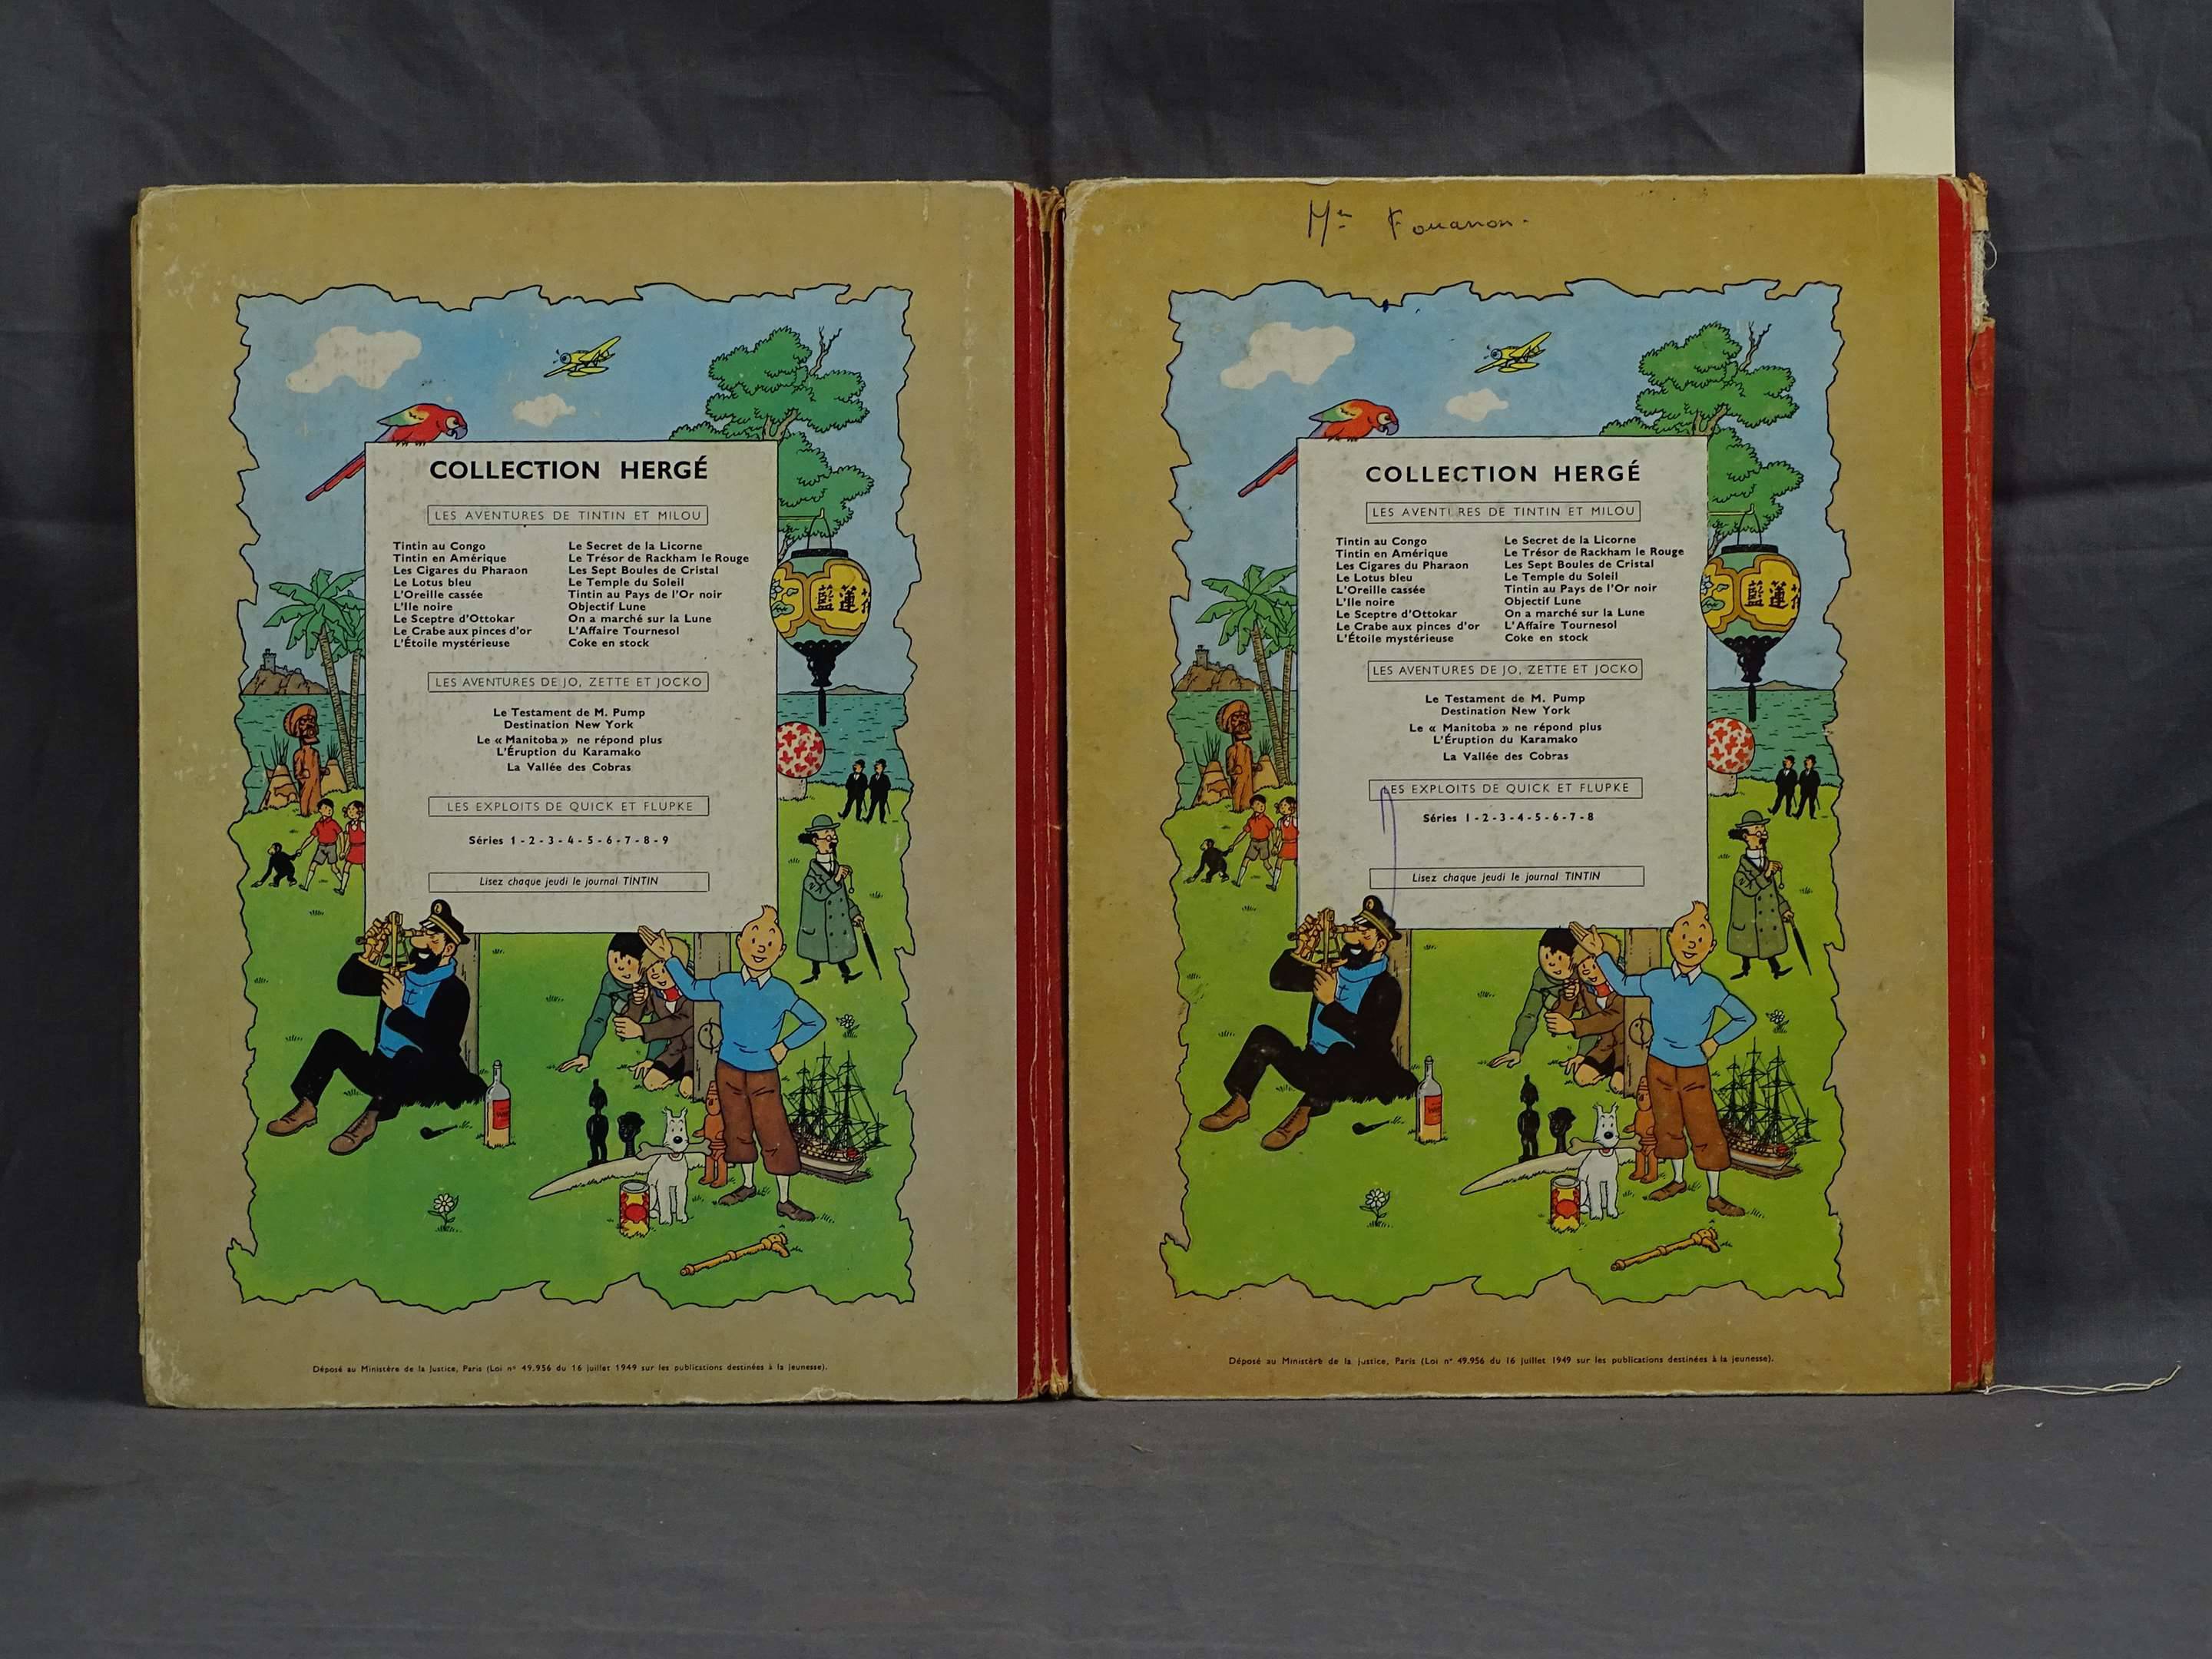 COLLECTION HERGÉ
LES AVENTURES DE TINTIN ET MILOU
Tintin au Congo
Tintin en Amérique
Les Cigares du Pharaon
Le Lotus bleu
L'Oreille cassée
L'Ile noire
Le Sceptre d'Ottokar
Le Crabe aux pinces d'or
L'Étoile mystérieuse
Le Secret de la Licorne
Le Trésor de Rackham le Rouge
Les Sept Boules de Cristal
Le Temple du Soleil
Tintin au Pays de l'Or noir
Objectif Lune
On a marché sur la Lune
L'Affaire Tournesol
Coke en stock
LES AVENTURES DE JO, ZETTE ET JOCKO
Le Testament de M. Pump
Destination New York
Le « Manitoba » ne répond plus
L'Éruption du Karamako
La Vallée des Cobras
LES EXPLOITS DE QUICK ET FLUPKE
Séries 1 - 2 - 3 - 4 - 5 - 6 - 7 - 8 - 9
Lisez chaque jeudi le journal TINTIN
藍蓮花
Déposé au Ministère de la Justice, Paris (Loi n° 49.956 du 16 juillet 1949 sur les publications destinées à la jeunesse).
COLLECTION HERGÉ
LES AVENTURES DE TINTIN ET MILOU
Tintin au Congo
Tintin en Amérique
Les Cigares du Pharaon
Le Lotus bleu
L'Oreille cassée
L'Ile noire
Le Sceptre d'Ottokar
Le Crabe aux pinces d'or
L'Étoile mystérieuse
Le Secret de la Licorne
Le Trésor de Rackham le Rouge
Les Sept Boules de Cristal
Le Temple du Soleil
Tintin au Pays de l'Or noir
Objectif Lune
On a marché sur la Lune
L'Affaire Tournesol
Coke en stock
LES AVENTURES DE JO, ZETTE ET JOCKO
Le Testament de M. Pump
Destination New York
Le « Manitoba » ne répond plus
L'Éruption du Karamako
La Vallée des Cobras
LES EXPLOITS DE QUICK ET FLUPKE
Séries 1 - 2 - 3 - 4 - 5 - 6 - 7 - 8
Lisez chaque jeudi le journal TINTIN
藍蓮花
Déposé au Ministère de la Justice, Paris (Loi n° 49.956 du 16 juillet 1949 sur les publications destinées à la jeunesse).